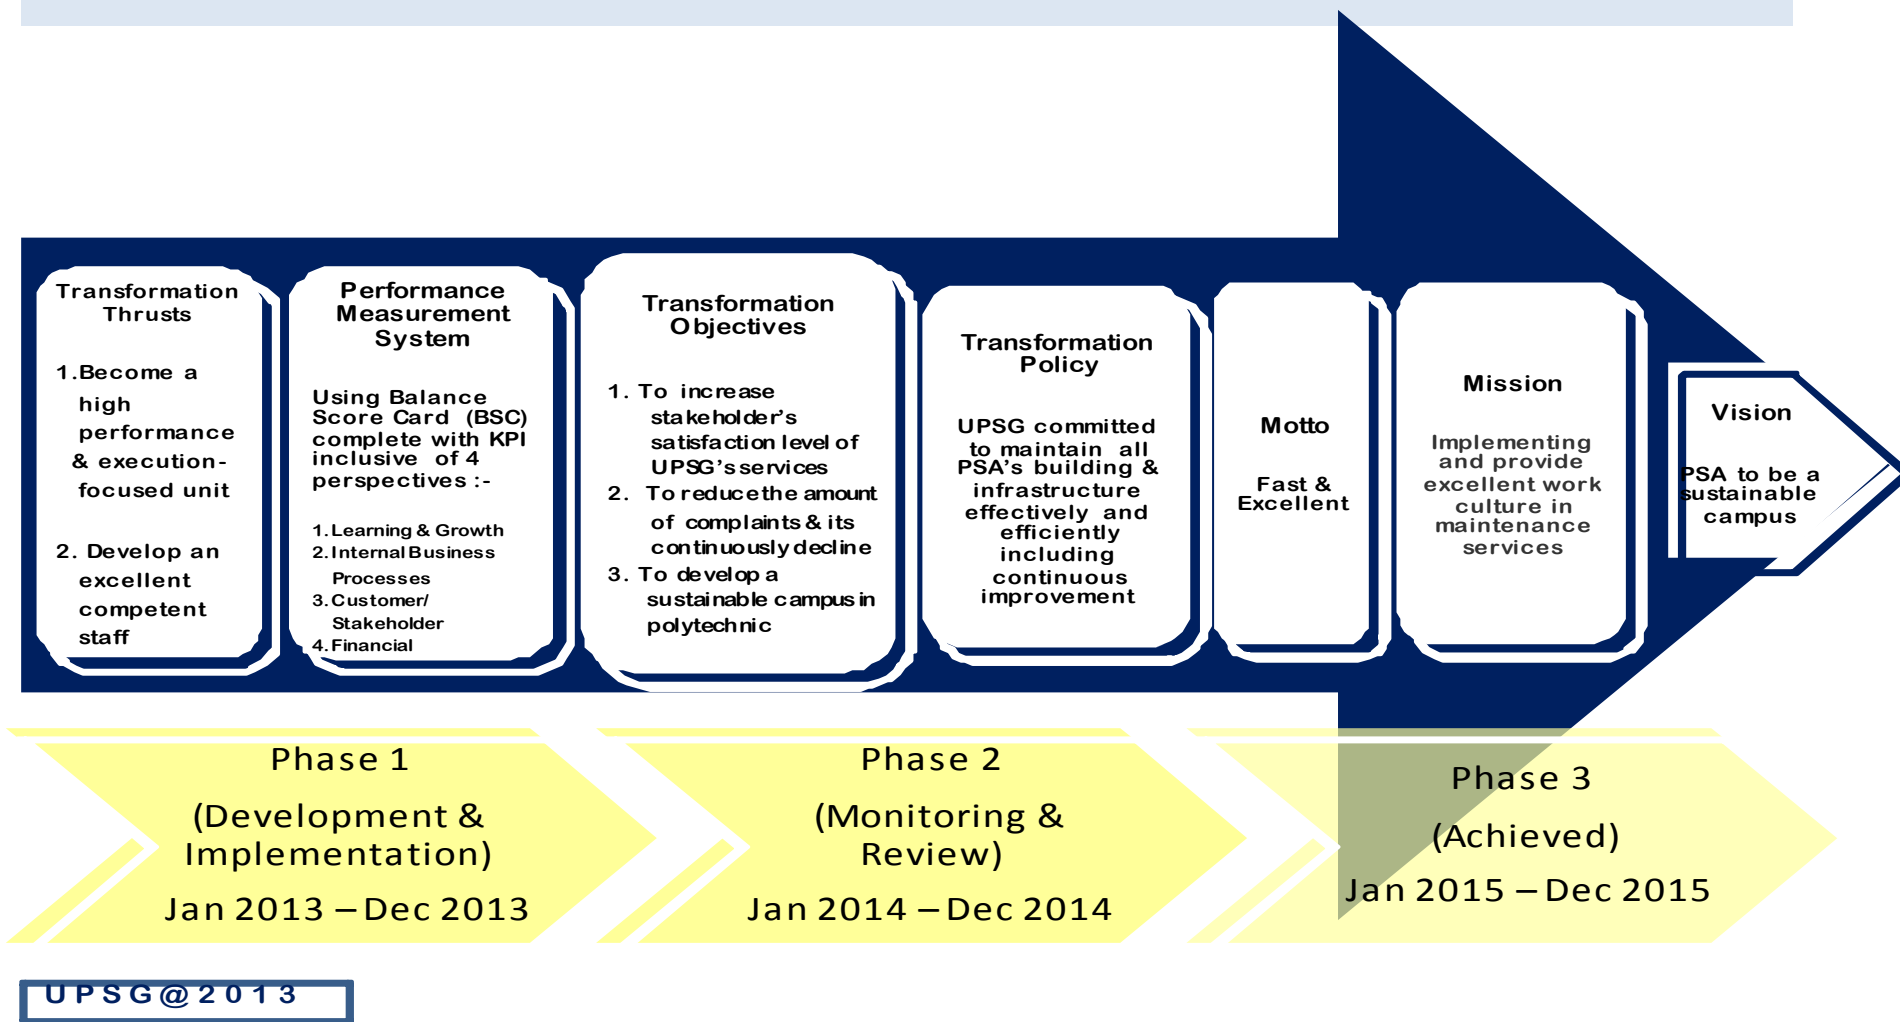 Transformation
Thrusts
1.Become a
high
performance
& execution-
focused unit
2. Develop an
excellent
competent
staff
Performance
Measurement
System
Using Balance
Score Card (BSC)
complete with KPI
inclusive of 4
perspectives :-
1.Learning & Growth
2.Internal Business
Processes
3.Customer/
Stakeholder
4.Financial
Transformation
Objectives
1. To increase
stakeholder's
satisfaction level of
UPSG's services
2. To reduce the amount
of complaints & its
continuously decline
3. To develop a
sustainable campus in
polytechnic
Transformation
Policy
UPSG committed
to maintain all
PSA's building &
infrastructure
effectively and
efficiently
including
continuous
improvement
Motto
Fast &
Excellent
Mission
Implementing
and provide
excellent work
culture in
maintenance
services
Vision
PSA to be a
sustainable
campus
Phase 1
(Development &
Implementation)
Jan 2013 – Dec 2013
Phase 2
(Monitoring &
Review)
Jan 2014 – Dec 2014
Phase 3
(Achieved)
Jan 2015 – Dec 2015
UPSG@2013